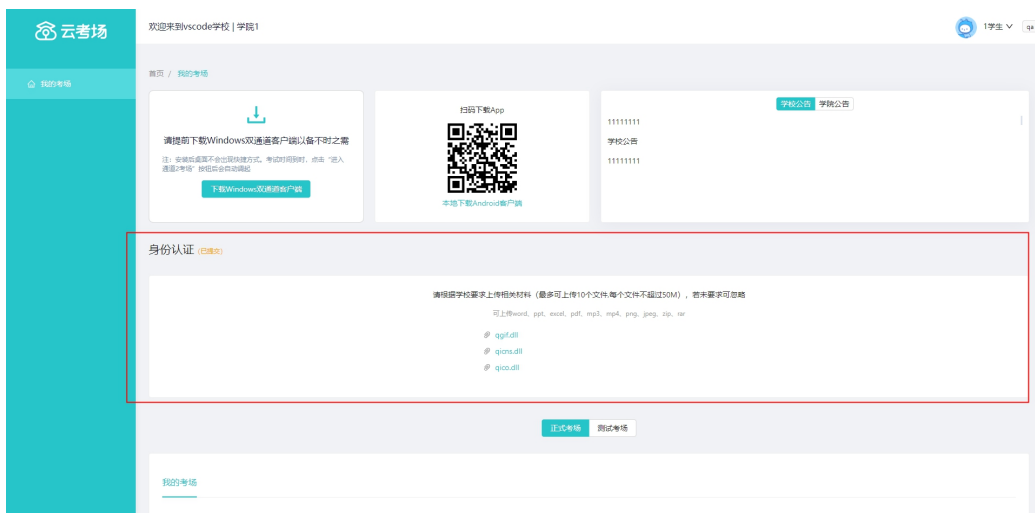 云考场
欢迎来到vscode学校 | 学院1
1学生
我的考场
首页 / 我的考场
请提前下载Windows双通道客户端以备不时之需
注：安装后桌面不会出现快捷方式。考试时间到时，点击“进入
通道2考场”按钮后会自动调起
下载Windows双通道客户端
扫码下载App
本地下载Android客户端
学校公告 学院公告
11111111
学校公告
11111111
身份认证 (已提交)
请根据学校要求上传相关材料（最多可上传10个文件,每个文件不超过50M），若未要求可忽略
可上传word、ppt、excel、pdf、mp3、mp4、png、jpeg、zip、rar
qgif.dll
qicns.dll
qico.dll
正式考场 测试考场
我的考场